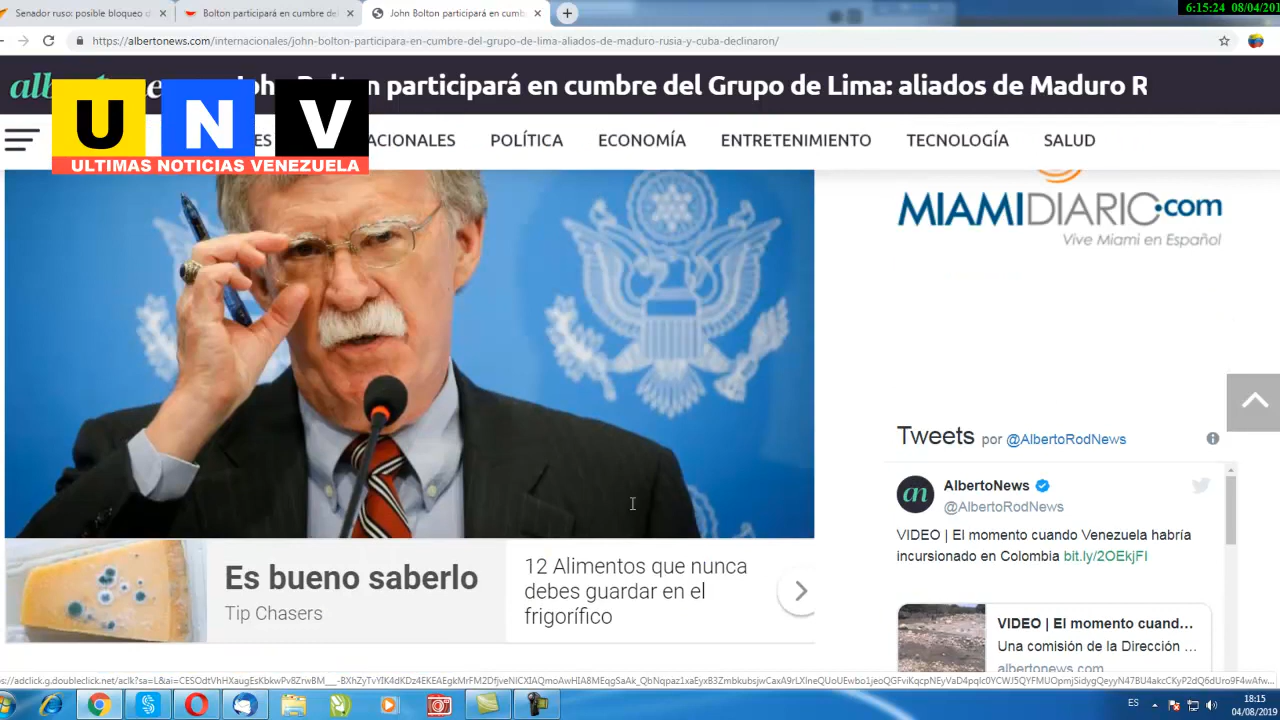 6:15:24 08/04/201
Senador ruso: posible bloqueo d
Bolton participará en cumbre del
John Bolton participará en cumb
https://albertonews.com/internacionales/john-bolton-participara-en-cumbre-del-grupo-de-lima-aliados-de-maduro-rusia-y-cuba-declinaron/
participará en cumbre del Grupo de Lima: aliados de Maduro R
U N V
ULTIMAS NOTICIAS VENEZUELA
ES ACIONALES POLÍTICA ECONOMÍA ENTRETENIMIENTO TECNOLOGÍA SALUD
MIAMIDIARIO.com
Vive Miami en Español
Tweets por @AlbertoRodNews
an AlbertoNews
@AlbertoRodNews
VIDEO | El momento cuando Venezuela habría
incursionado en Colombia bit.ly/2OEkjFI
VIDEO | El momento cuand...
Una comisión de la Dirección ...
albertonews.com
Es bueno saberlo
Tip Chasers
12 Alimentos que nunca
debes guardar en el
frigorífico
ES
18:15
04/08/2019